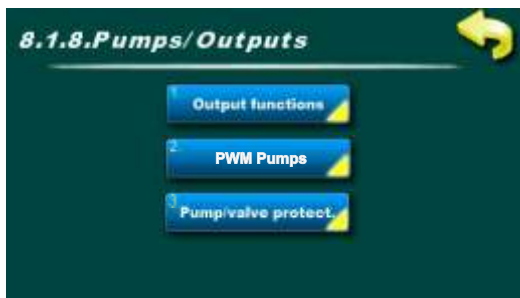 8.1.8.Pumps/Outputs
1.
Output functions
2.
PWM Pumps
3
Pump/valve protect.